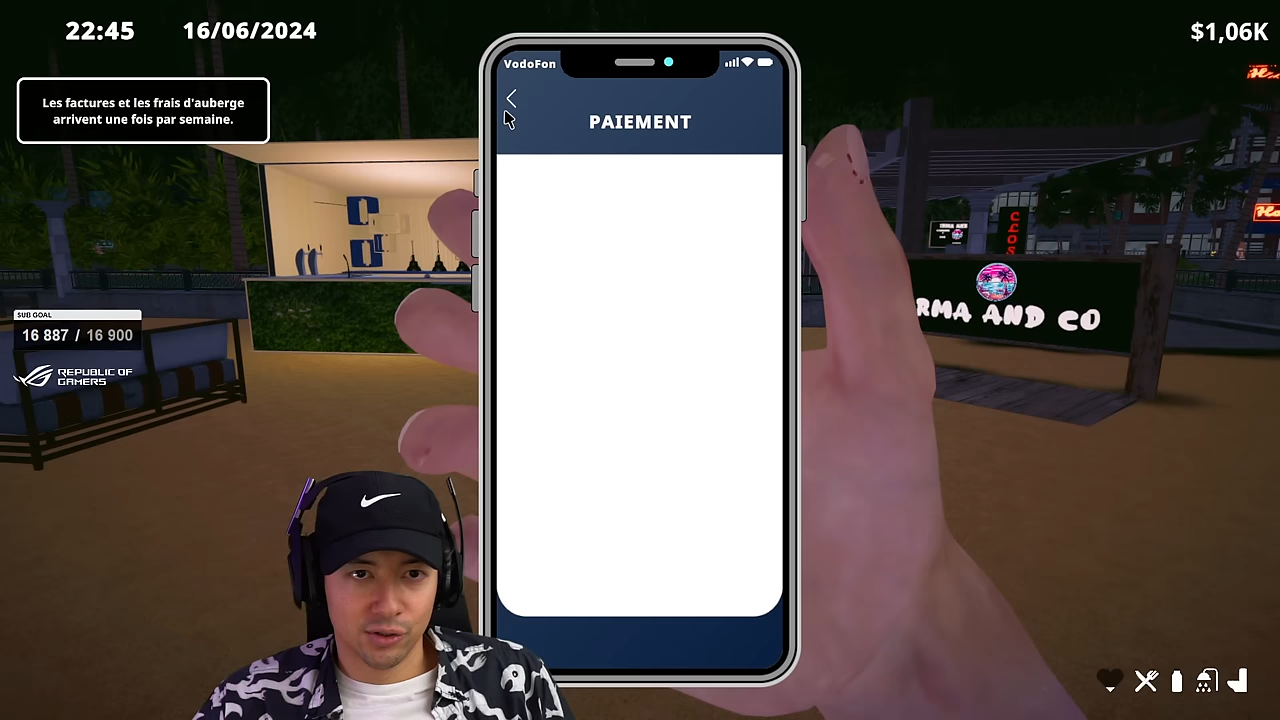 22:45
16/06/2024
$1,06K
Les factures et les frais d'auberge
arrivent une fois par semaine.
VodoFon
PAIEMENT
SUB GOAL
16 887 / 16 900
REPUBLIC OF
GAMERS
RMA AND CO